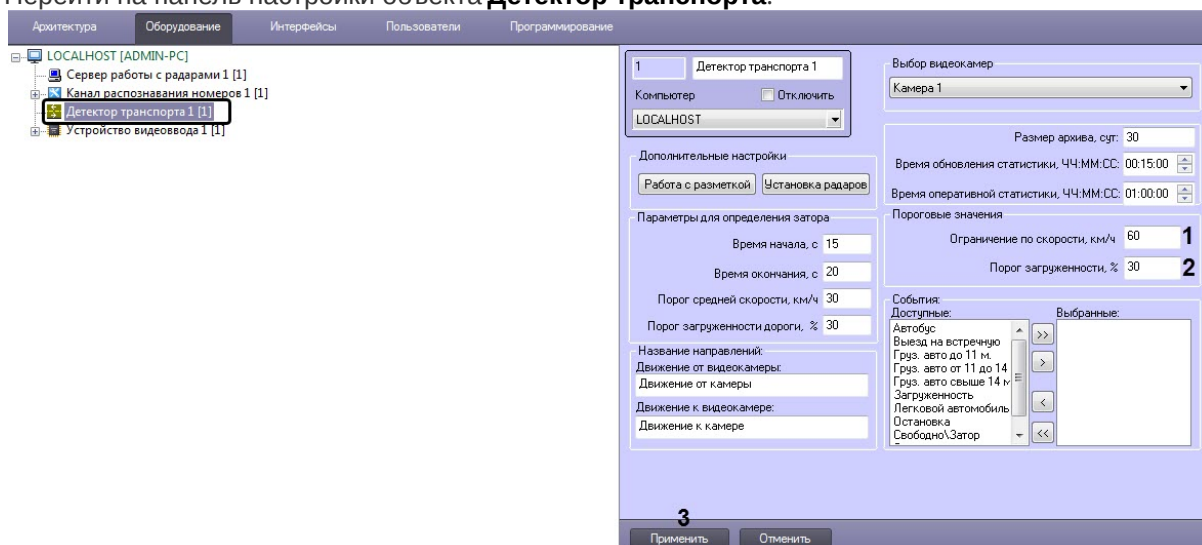 Перейти на панель настройки объекта Детектор транспорта.
Архитектура Оборудование Интерфейсы Пользователи Программирование
LOCALHOST [ADMIN-PC]
Сервер работы с радарами 1 [1]
Канал распознавания номеров 1 [1]
Детектор транспорта 1 [1]
Устройство видеоввода 1 [1]
1 Детектор транспорта 1
Компьютер Отключить
LOCALHOST
Дополнительные настройки
Работа с разметкой Установка радаров
Параметры для определения затора
Время начала, с 15
Время окончания, с 20
Порог средней скорости, км/ч 30
Порог загруженности дороги, % 30
Название направлений:
Движение от видеокамеры:
Движение от камеры
Движение к видеокамере:
Движение к камере
Выбор видеокамер
Камера 1
Размер архива, сут: 30
Время обновления статистики, ЧЧ:ММ:СС: 00:15:00
Время оперативной статистики, ЧЧ:ММ:СС: 01:00:00
Пороговые значения
Ограничение по скорости, км/ч 60 1
Порог загруженности, % 30 2
События:
Доступные: Выбранные:
Автобус
Выезд на встречную
Груз. авто до 11 м.
Груз. авто от 11 до 14
Груз. авто свыше 14 м
Загруженность
Легковой автомобиль
Остановка
Свободно\Затор
>>
>
<
<<
3
Применить Отменить